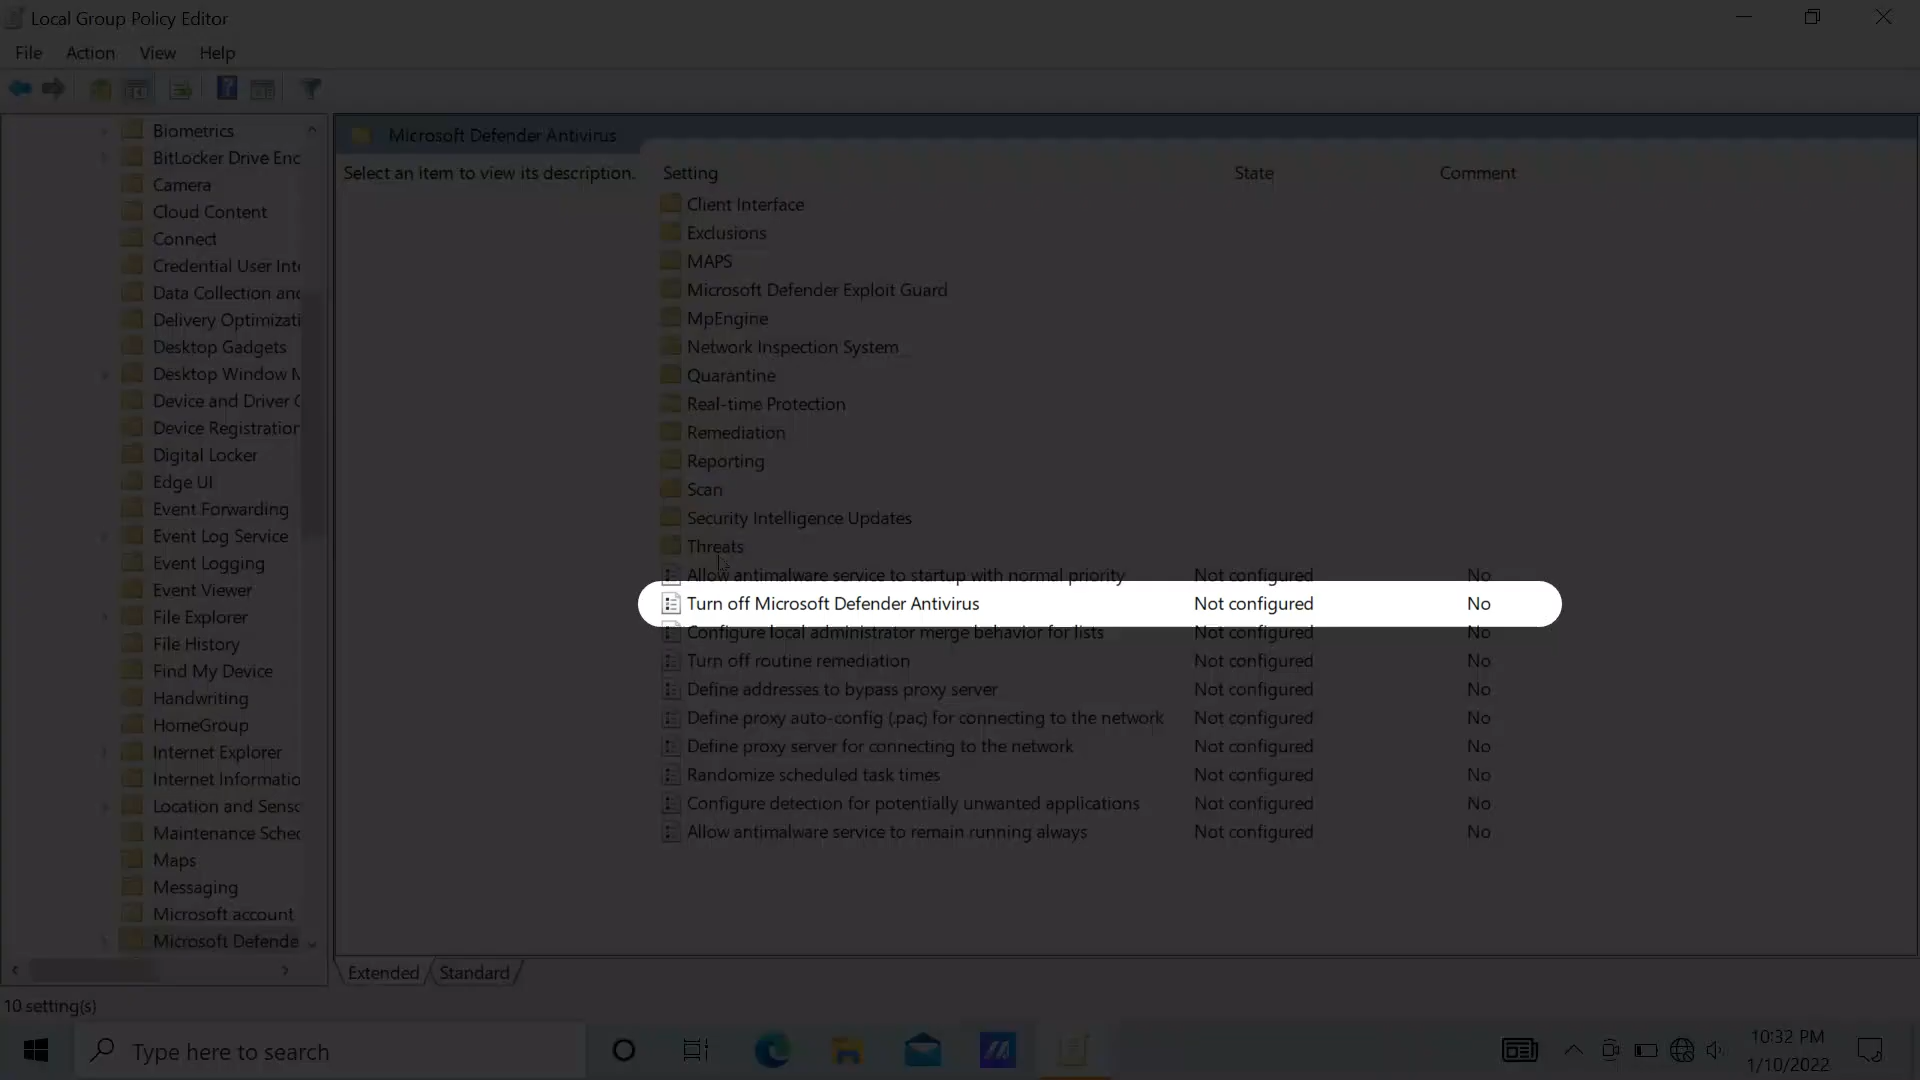 Local Group Policy Editor
File Action View Help
Biometrics
BitLocker Drive Enc
Camera
Cloud Content
Connect
Credential User Inte
Data Collection and
Delivery Optimizati
Desktop Gadgets
Desktop Window M
Device and Driver C
Device Registration
Digital Locker
Edge UI
Event Forwarding
Event Log Service
Event Logging
Event Viewer
File Explorer
File History
Find My Device
Handwriting
HomeGroup
Internet Explorer
Internet Informatio
Location and Senso
Maintenance Sched
Maps
Messaging
Microsoft account
Microsoft Defende
Microsoft Defender Antivirus
Select an item to view its description.
Setting State Comment
Client Interface
Exclusions
MAPS
Microsoft Defender Exploit Guard
MpEngine
Network Inspection System
Quarantine
Real-time Protection
Remediation
Reporting
Scan
Security Intelligence Updates
Threats
Allow antimalware service to startup with normal priority Not configured No
Turn off Microsoft Defender Antivirus Not configured No
Configure local administrator merge behavior for lists Not configured No
Turn off routine remediation Not configured No
Define addresses to bypass proxy server Not configured No
Define proxy auto-config (.pac) for connecting to the network Not configured No
Define proxy server for connecting to the network Not configured No
Randomize scheduled task times Not configured No
Configure detection for potentially unwanted applications Not configured No
Allow antimalware service to remain running always Not configured No
Extended Standard
10 setting(s)
Type here to search
10:32 PM
1/10/2022